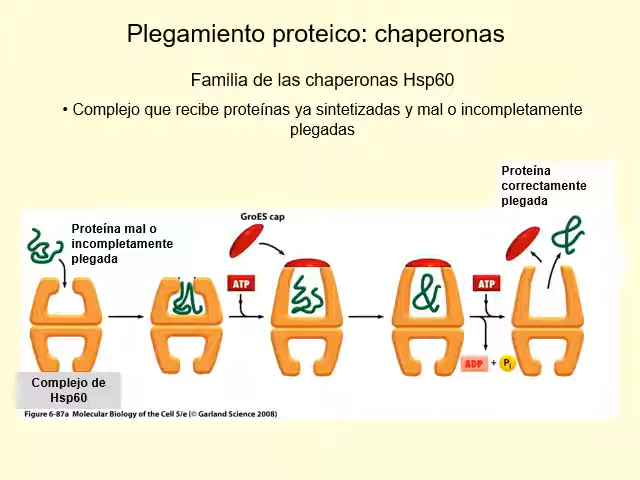 Plegamiento proteico: chaperonas
Familia de las chaperonas Hsp60
• Complejo que recibe proteínas ya sintetizadas y mal o incompletamente
plegadas
Proteína
correctamente
plegada
GroES cap
Proteína mal o
incompletamente
plegada
ATP
ATP
ADP + Pi
Complejo de
Hsp60
Figure 6-87a Molecular Biology of the Cell 5/e (© Garland Science 2008)